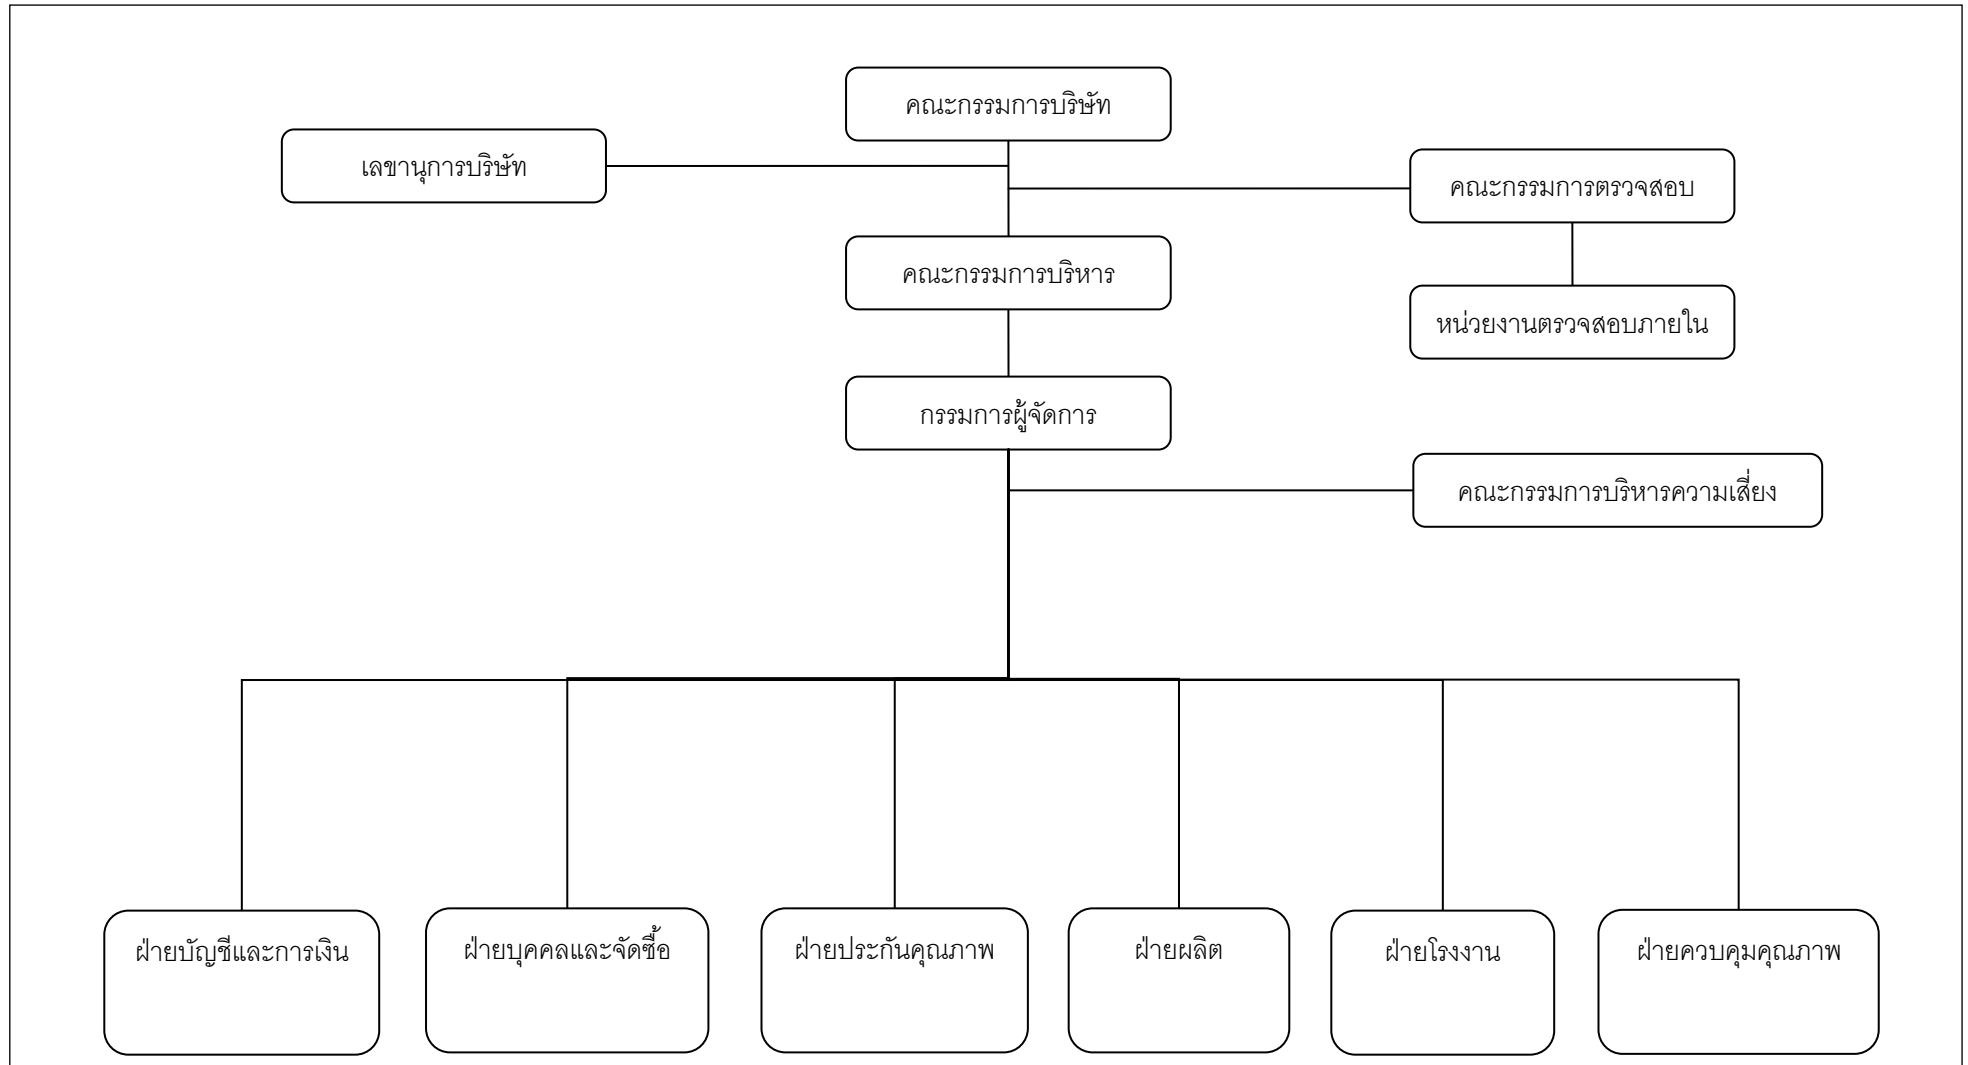 คณะกรรมการบริษัท
เลขานุการบริษัท
คณะกรรมการตรวจสอบ
คณะกรรมการบริหาร
หน่วยงานตรวจสอบภายใน
กรรมการผู้จัดการ
คณะกรรมการบริหารความเสี่ยง
ฝ่ายบัญชีและการเงิน
ฝ่ายบุคคลและจัดซื้อ
ฝ่ายประกันคุณภาพ
ฝ่ายผลิต
ฝ่ายโรงงาน
ฝ่ายควบคุมคุณภาพ